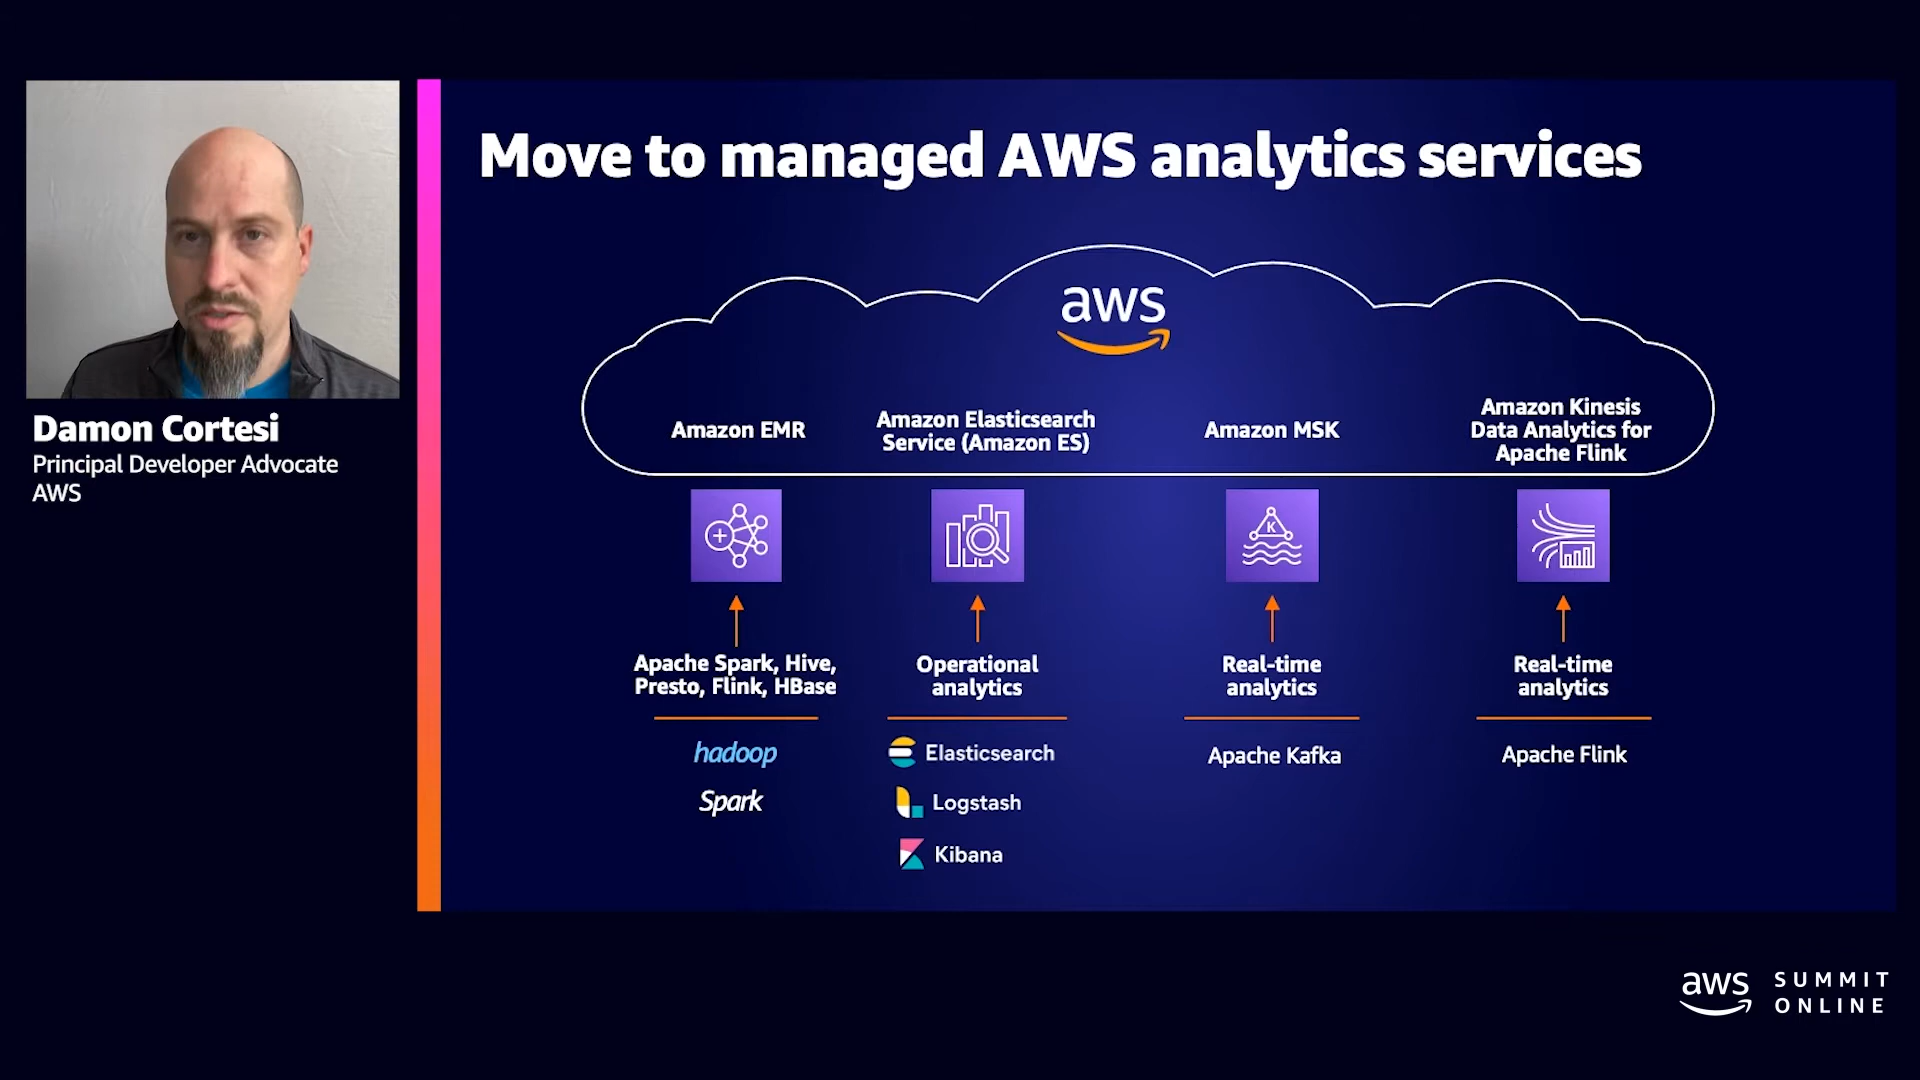 Move to managed AWS analytics services
Damon Cortesi
Principal Developer Advocate
AWS
aws
Amazon EMR
Amazon Elasticsearch
Service (Amazon ES)
Amazon MSK
Amazon Kinesis
Data Analytics for
Apache Flink
K
Apache Spark, Hive,
Presto, Flink, HBase
hadoop
Spark
Operational
analytics
Elasticsearch
Logstash
Kibana
Real-time
analytics
Apache Kafka
Real-time
analytics
Apache Flink
aws SUMMIT
ONLINE